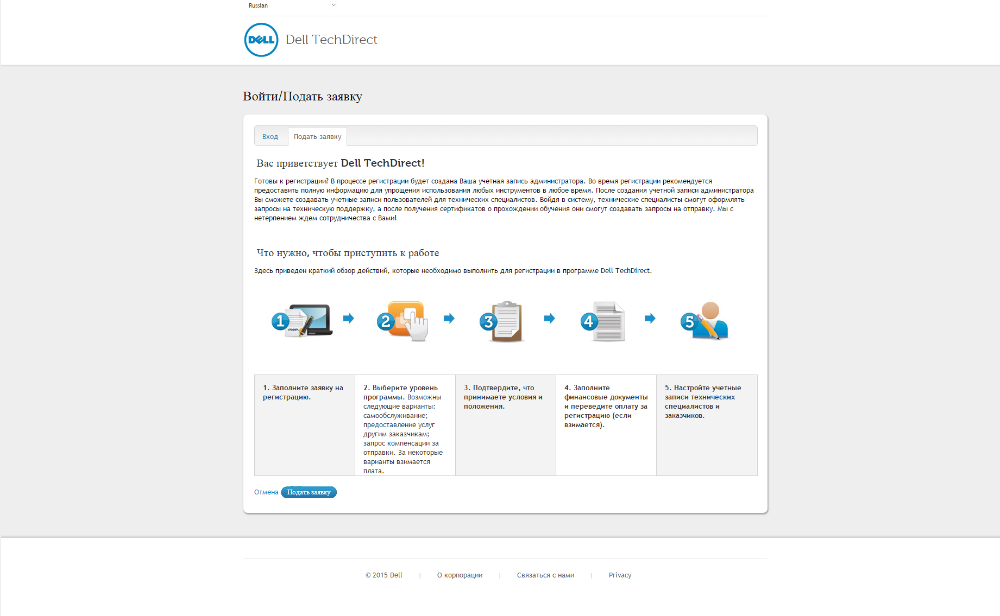 Russian
DELL Dell TechDirect
Войти/Подать заявку
Вход Подать заявку
Вас приветствует Dell TechDirect!
Готовы к регистрации? В процессе регистрации будет создана Ваша учетная запись администратора. Во время регистрации рекомендуется
предоставить полную информацию для упрощения использования любых инструментов в любое время. После создания учетной записи администратора
Вы сможете создавать учетные записи пользователей для технических специалистов. Войдя в систему, технические специалисты смогут оформлять
запросы на техническую поддержку, а после получения сертификатов о прохождении обучения они смогут создавать запросы на отправку. Мы с
нетерпением ждем сотрудничества с Вами!
Что нужно, чтобы приступить к работе
Здесь приведен краткий обзор действий, которые необходимо выполнить для регистрации в программе Dell TechDirect.
1 2 3 4 5
1. Заполните заявку на
регистрацию.
2. Выберите уровень
программы. Возможны
следующие варианты:
самообслуживание;
предоставление услуг
другим заказчикам;
запрос компенсации за
отправки. За некоторые
варианты взимается
плата.
3. Подтвердите, что
принимаете условия и
положения.
4. Заполните
финансовые документы
и переведите оплату за
регистрацию (если
взимается).
5. Настройте учетные
записи технических
специалистов и
заказчиков.
Отмена Подать заявку
© 2015 Dell | О корпорации | Связаться с нами | Privacy